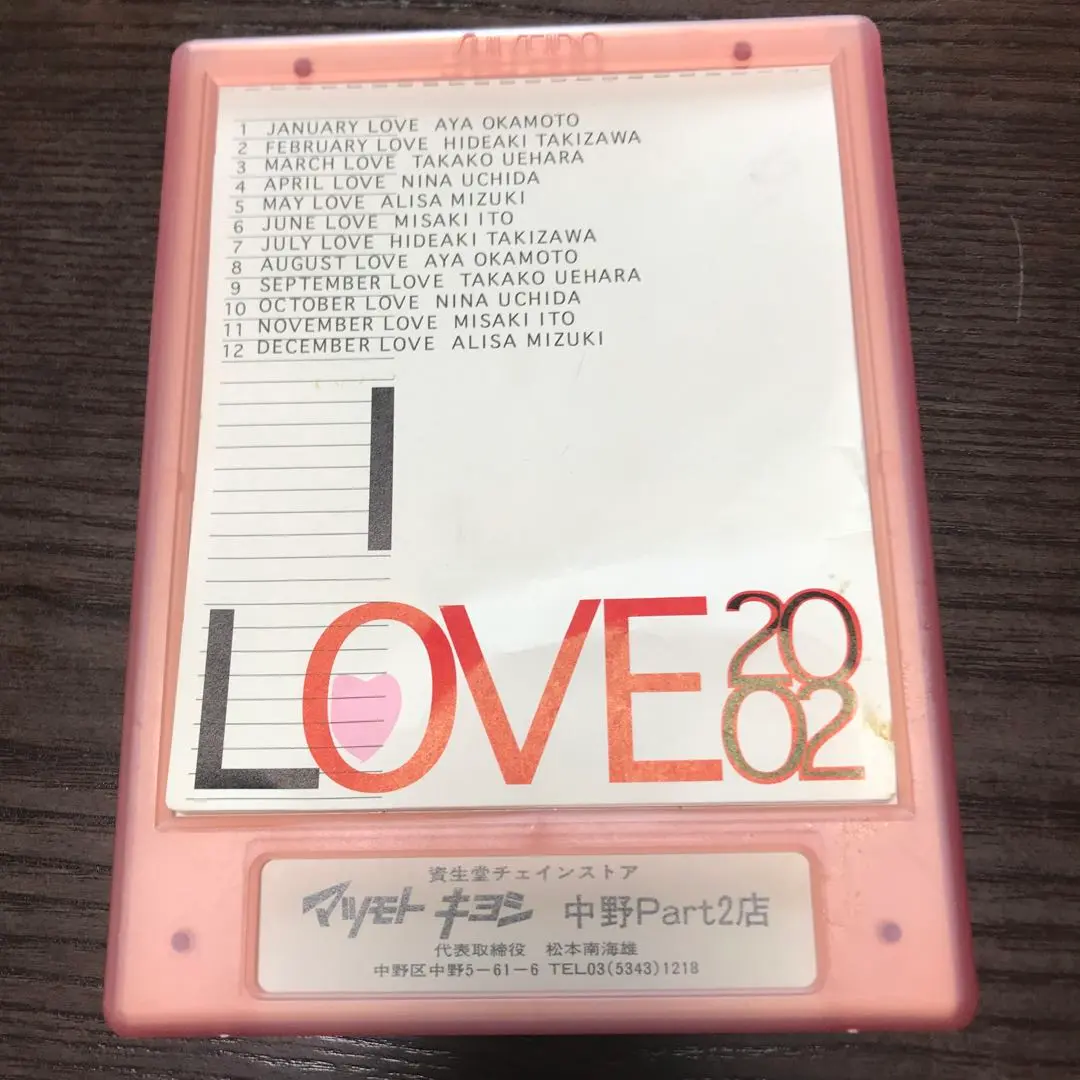 SHISEIDO
1 JANUARY LOVE AYA OKAMOTO
2 FEBRUARY LOVE HIDEAKI TAKIZAWA
3 MARCH LOVE TAKAKO UEHARA
4 APRIL LOVE NINA UCHIDA
5 MAY LOVE ALISA MIZUKI
6 JUNE LOVE MISAKI ITO
7 JULY LOVE HIDEAKI TAKIZAWA
8 AUGUST LOVE AYA OKAMOTO
9 SEPTEMBER LOVE TAKAKO UEHARA
10 OCTOBER LOVE NINA UCHIDA
11 NOVEMBER LOVE MISAKI ITO
12 DECEMBER LOVE ALISA MIZUKI
I
LOVE 2002
資生堂チェインストア
マツモト キヨシ 中野Part2店
代表取締役 松本南海雄
中野区中野5-61-6 TEL03(5343)1218